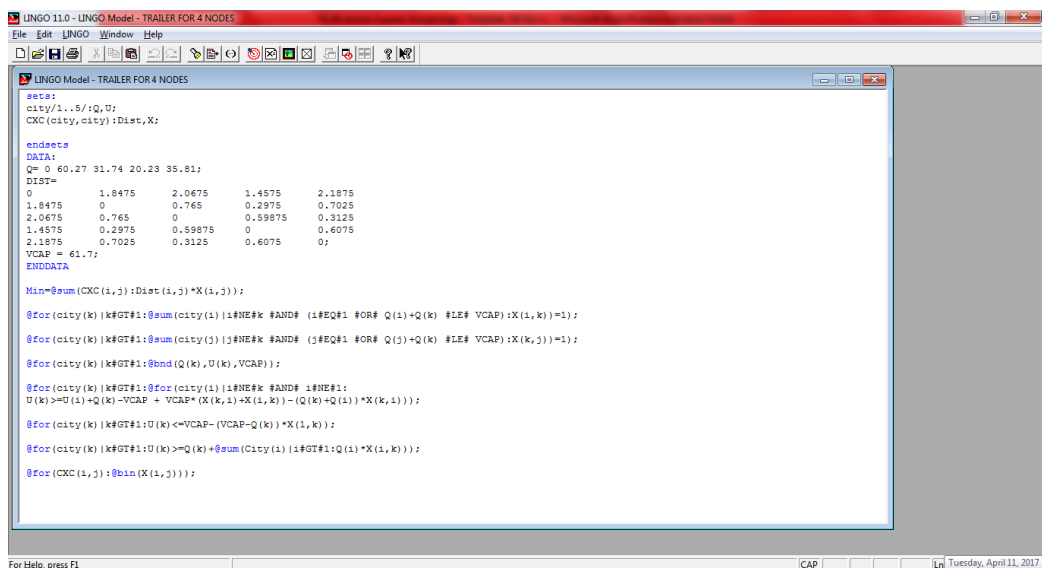 LINGO 11.0 - LINGO Model - TRAILER FOR 4 NODES
File Edit LINGO Window Help
LINGO Model - TRAILER FOR 4 NODES
sets:
city/1..5/:Q,U;
CXC(city,city):Dist,X;
endsets
DATA:
Q= 0 60.27 31.74 20.23 35.81;
DIST=
0 1.8475 2.0675 1.4575 2.1875
1.8475 0 0.765 0.2975 0.7025
2.0675 0.765 0 0.59875 0.3125
1.4575 0.2975 0.59875 0 0.6075
2.1875 0.7025 0.3125 0.6075 0;
VCAP = 61.7;
ENDDATA
Min=@sum(CXC(i,j):Dist(i,j)*X(i,j));
@for(city(k)|k#GT#1:@sum(city(i)|i#NE#k #AND# (i#EQ#1 #OR# Q(i)+Q(k) #LE# VCAP):X(i,k))=1);
@for(city(k)|k#GT#1:@sum(city(j)|j#NE#k #AND# (j#EQ#1 #OR# Q(j)+Q(k) #LE# VCAP):X(k,j))=1);
@for(city(k)|k#GT#1:@bnd(Q(k),U(k),VCAP));
@for(city(k)|k#GT#1:@for(city(i)|i#NE#k #AND# i#NE#1:
U(k)>=U(i)+Q(k)-VCAP + VCAP*(X(k,i)+X(i,k))-(Q(k)+Q(i))*X(k,i)));
@for(city(k)|k#GT#1:U(k)<=VCAP-(VCAP-Q(k))*X(1,k));
@for(city(k)|k#GT#1:U(k)>=Q(k)+@sum(City(i)|i#GT#1:Q(i)*X(i,k)));
@for(CXC(i,j):@bin(X(i,j)));
For Help, press F1
CAP
Ln
Tuesday, April 11, 2017